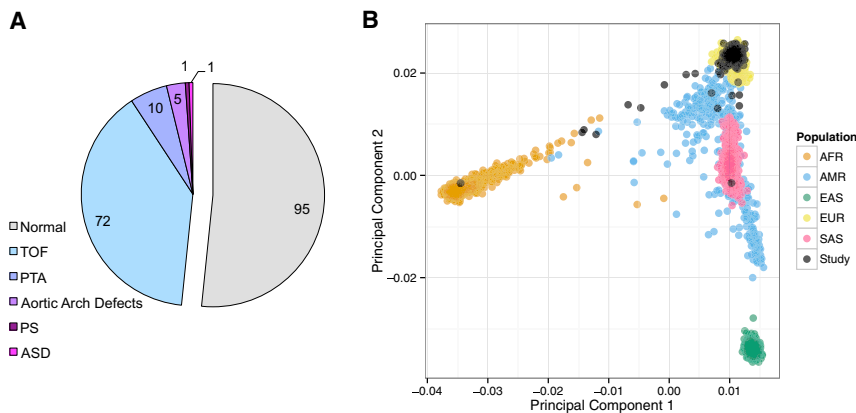 A
1
1
10
5
72
95
Normal
TOF
PTA
Aortic Arch Defects
PS
ASD
B
Principal Component 2
0.02
0.00
−0.02
−0.04
−0.03
−0.02
−0.01
0.00
0.01
Principal Component 1
Population
AFR
AMR
EAS
EUR
SAS
Study